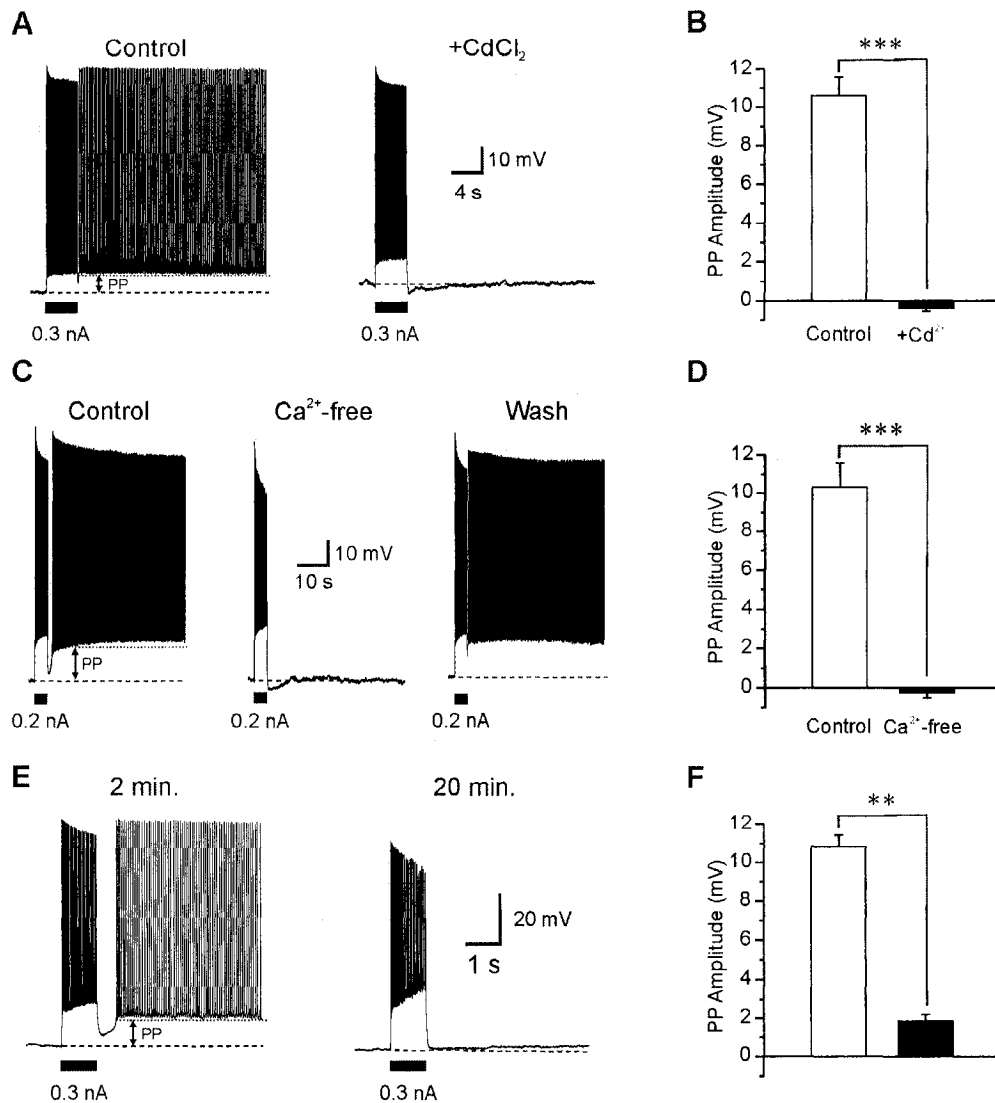 A
Control
+CdCl₂
10 mV
4 s
PP
0.3 nA
0.3 nA
B
***
PP Amplitude (mV)
12
10
8
6
4
2
0
Control
+Cd²⁺
C
Control
Ca²⁺-free
Wash
10 mV
10 s
PP
0.2 nA
0.2 nA
0.2 nA
D
***
PP Amplitude (mV)
12
10
8
6
4
2
0
Control
Ca²⁺-free
E
2 min.
20 min.
20 mV
1 s
PP
0.3 nA
0.3 nA
F
**
PP Amplitude (mV)
12
10
8
6
4
2
0